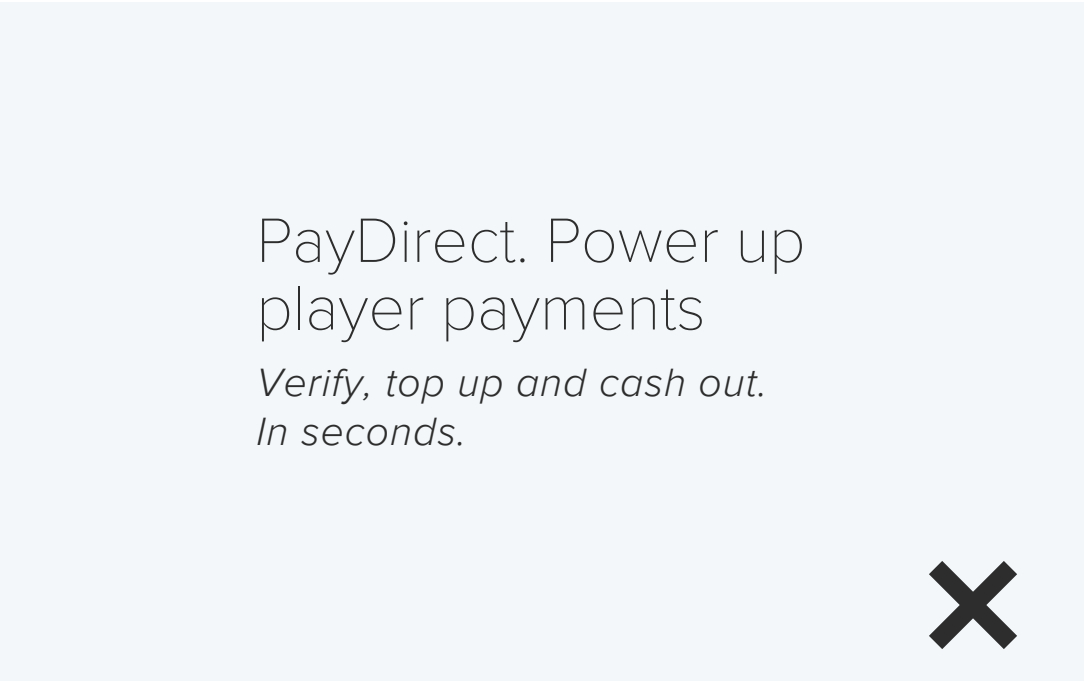 PayDirect. Power up
player payments
Verify, top up and cash out.
In seconds.